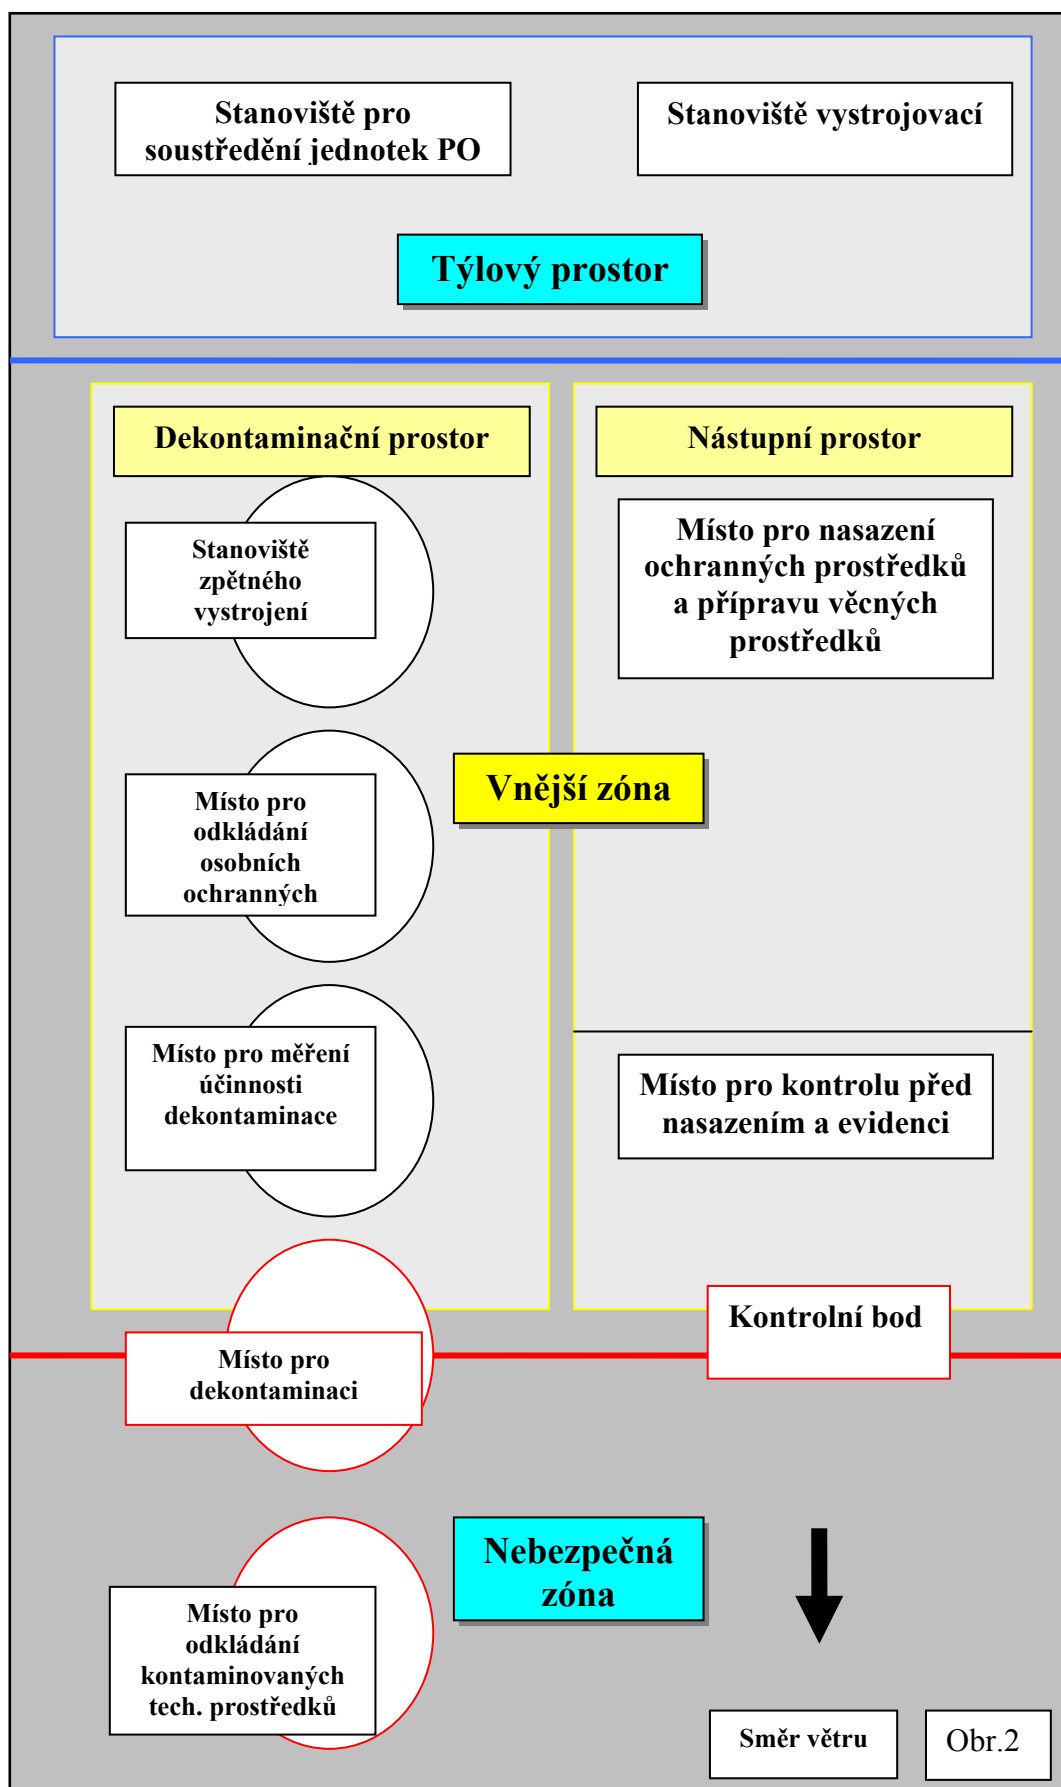 Stanoviště pro
soustředění jednotek PO
Stanoviště vystrojovací
Týlový prostor
Dekontaminační prostor
Nástupní prostor
Stanoviště
zpětného
vystrojení
Místo pro nasazení
ochranných prostředků
a přípravu věcných
prostředků
Vnější zóna
Místo pro
odkládání
osobních
ochranných
Místo pro měření
účinnosti
dekontaminace
Místo pro kontrolu před
nasazením a evidenci
Kontrolní bod
Místo pro
dekontaminaci
Nebezpečná
zóna
Místo pro
odkládání
kontaminovaných
tech. prostředků
Směr větru
Obr.2